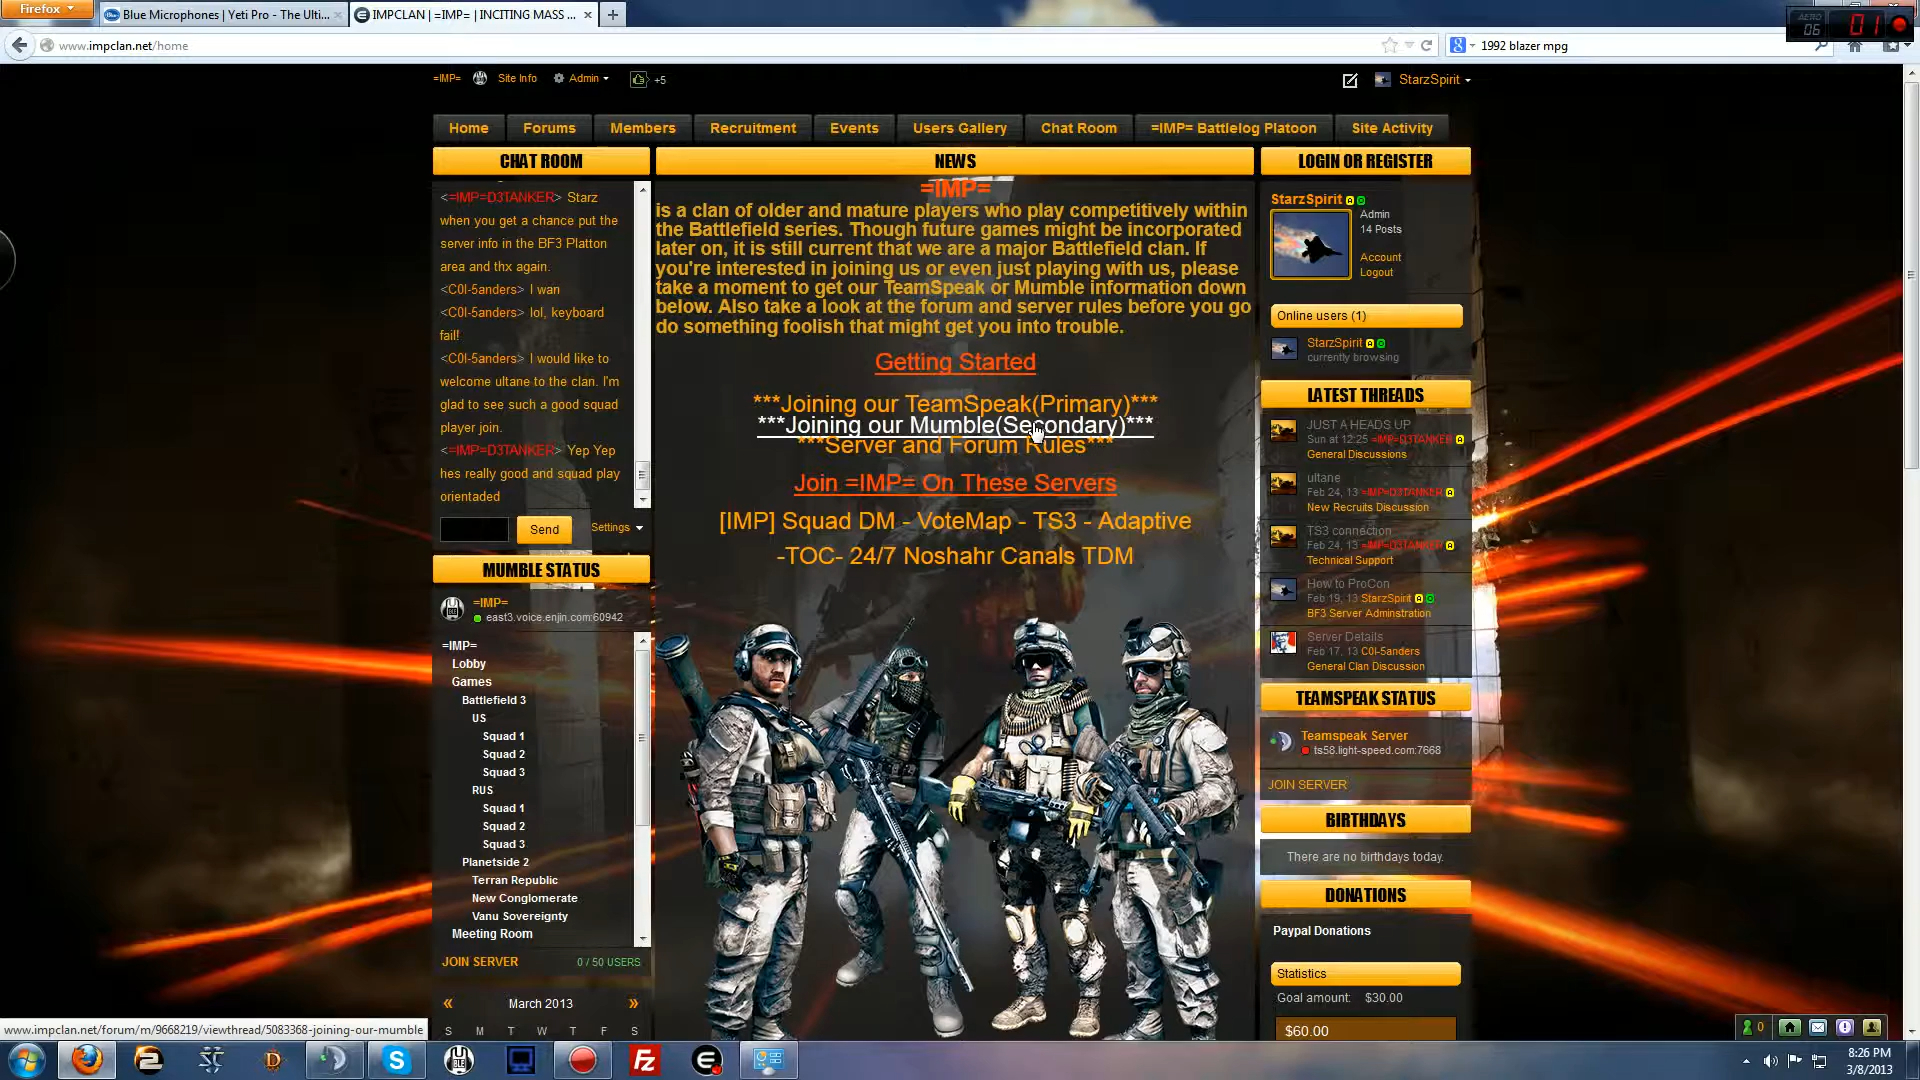 Firefox
Blue Microphones | Yeti Pro - The Ulti...
IMPCLAN | =IMP= | INCITING MASS ...
AERO
06
01
www.impclan.net/home
1992 blazer mpg
=IMP=
Site Info
Admin
+5
StarzSpirit
Home
Forums
Members
Recruitment
Events
Users Gallery
Chat Room
=IMP= Battlelog Platoon
Site Activity
CHAT ROOM
<=IMP=D3TANKER> Starz
when you get a chance put the
server info in the BF3 Platton
area and thx again.
<C0l-5anders> I wan
<C0l-5anders> lol, keyboard
fail!
<C0l-5anders> I would like to
welcome ultane to the clan. I'm
glad to see such a good squad
player join.
<=IMP=D3TANKER> Yep Yep
hes really good and squad play
orientaded
Send
Settings
MUMBLE STATUS
=IMP=
east3.voice.enjin.com:60942
=IMP=
Lobby
Games
Battlefield 3
US
Squad 1
Squad 2
Squad 3
RUS
Squad 1
Squad 2
Squad 3
Planetside 2
Terran Republic
New Conglomerate
Vanu Sovereignty
Meeting Room
JOIN SERVER
0 / 50 USERS
«
March 2013
»
S M T W T F S
NEWS
=IMP=
is a clan of older and mature players who play competitively within
the Battlefield series. Though future games might be incorporated
later on, it is still current that we are a major Battlefield clan. If
you're interested in joining us or even just playing with us, please
take a moment to get our TeamSpeak or Mumble information down
below. Also take a look at the forum and server rules before you go
do something foolish that might get you into trouble.
Getting Started
***Joining our TeamSpeak(Primary)***
***Joining our Mumble(Secondary)***
***Server and Forum Rules***
Join =IMP= On These Servers
[IMP] Squad DM - VoteMap - TS3 - Adaptive
-TOC- 24/7 Noshahr Canals TDM
LOGIN OR REGISTER
StarzSpirit
Admin
14 Posts
Account
Logout
Online users (1)
StarzSpirit
currently browsing
LATEST THREADS
JUST A HEADS UP
Sun at 12:25 =IMP=D3TANKER
General Discussions
ultane
Feb 24, 13 =IMP=D3TANKER
New Recruits Discussion
TS3 connection
Feb 24, 13 =IMP=D3TANKER
Technical Support
How to ProCon
Feb 19, 13 StarzSpirit
BF3 Server Adminstration
Server Details
Feb 17, 13 C0l-5anders
General Clan Discussion
TEAMSPEAK STATUS
Teamspeak Server
ts58.light-speed.com:7668
JOIN SERVER
BIRTHDAYS
There are no birthdays today.
DONATIONS
Paypal Donations
Statistics
Goal amount: $30.00
$60.00
www.impclan.net/forum/m/9668219/viewthread/5083368-joining-our-mumble
0
8:26 PM
3/8/2013